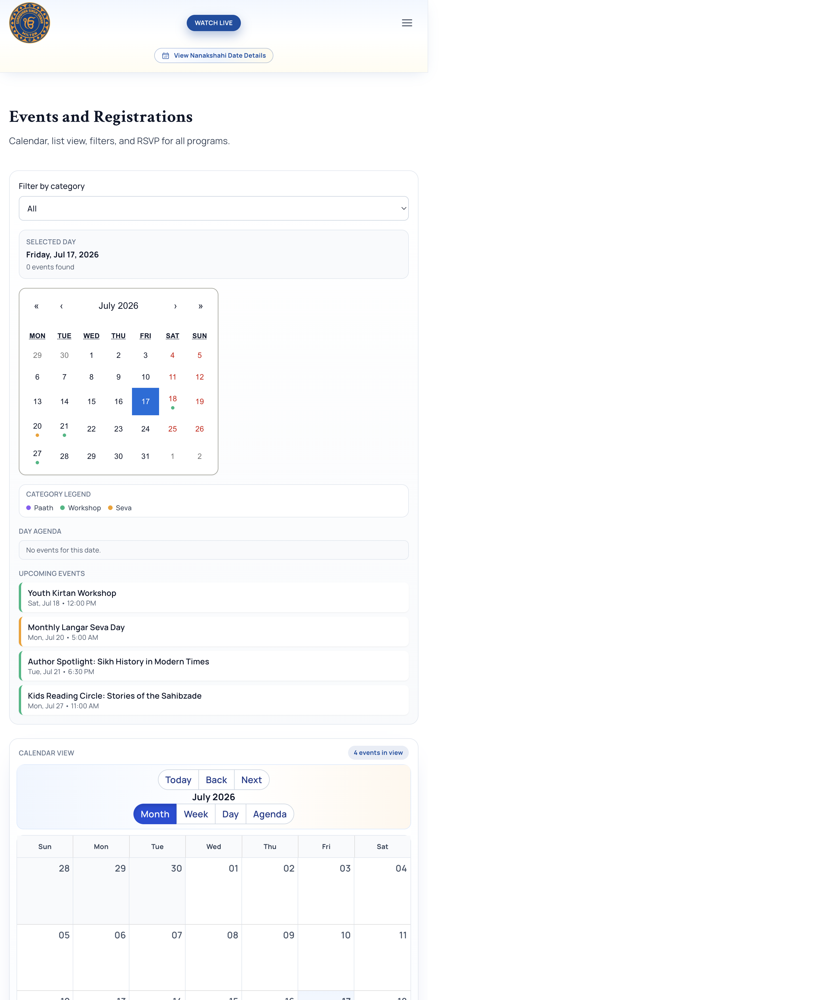 GURDWARA SINGH SABHA
ੴ
MILTON
WATCH LIVE
View Nanakshahi Date Details
Events and Registrations
Calendar, list view, filters, and RSVP for all programs.
Filter by category
All
SELECTED DAY
Friday, Jul 17, 2026
0 events found
« ‹ July 2026 › »
MON TUE WED THU FRI SAT SUN
29 30 1 2 3 4 5
6 7 8 9 10 11 12
13 14 15 16 17 18 19
20 21 22 23 24 25 26
27 28 29 30 31 1 2
CATEGORY LEGEND
Paath Workshop Seva
DAY AGENDA
No events for this date.
UPCOMING EVENTS
Youth Kirtan Workshop
Sat, Jul 18 • 12:00 PM
Monthly Langar Seva Day
Mon, Jul 20 • 5:00 AM
Author Spotlight: Sikh History in Modern Times
Tue, Jul 21 • 6:30 PM
Kids Reading Circle: Stories of the Sahibzade
Mon, Jul 27 • 11:00 AM
CALENDAR VIEW 4 events in view
Today Back Next
July 2026
Month Week Day Agenda
Sun Mon Tue Wed Thu Fri Sat
28 29 30 01 02 03 04
05 06 07 08 09 10 11